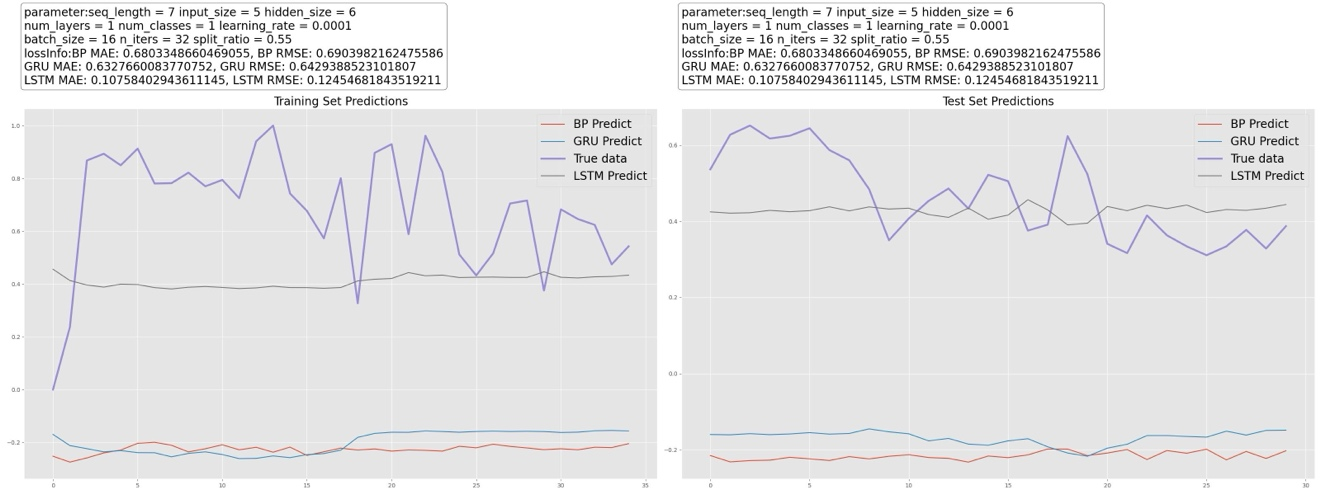 parameter:seq_length = 7 input_size = 5 hidden_size = 6
num_layers = 1 num_classes = 1 learning_rate = 0.0001
batch_size = 16 n_iters = 32 split_ratio = 0.55
lossInfo:BP MAE: 0.6803348660469055, BP RMSE: 0.6903982162475586
GRU MAE: 0.6327660083770752, GRU RMSE: 0.6429388523101807
LSTM MAE: 0.10758402943611145, LSTM RMSE: 0.12454681843519211
Training Set Predictions
BP Predict
GRU Predict
True data
LSTM Predict
1.0
0.8
0.6
0.4
0.2
0.0
−0.2
0 5 10 15 20 25 30 35
parameter:seq_length = 7 input_size = 5 hidden_size = 6
num_layers = 1 num_classes = 1 learning_rate = 0.0001
batch_size = 16 n_iters = 32 split_ratio = 0.55
lossInfo:BP MAE: 0.6803348660469055, BP RMSE: 0.6903982162475586
GRU MAE: 0.6327660083770752, GRU RMSE: 0.6429388523101807
LSTM MAE: 0.10758402943611145, LSTM RMSE: 0.12454681843519211
Test Set Predictions
BP Predict
GRU Predict
True data
LSTM Predict
0.6
0.4
0.2
0.0
−0.2
0 5 10 15 20 25 30